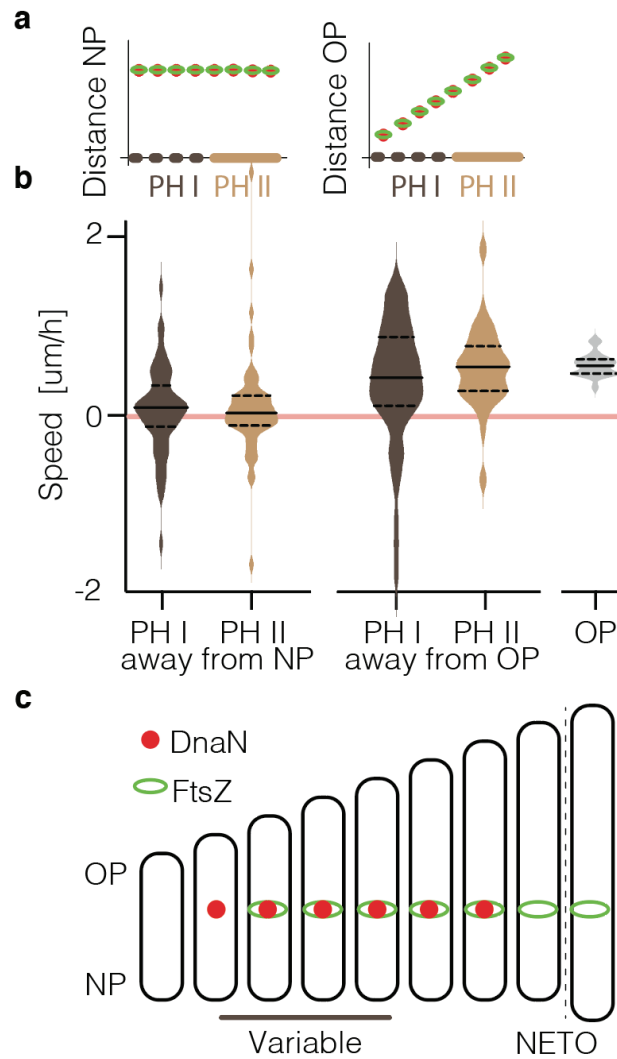 a
Distance NP
PH I PH II
Distance OP
PH I PH II
b
Speed [um/h]
2
0
-2
PH I PH II
away from NP
PH I PH II
away from OP
OP
c
DnaN
FtsZ
OP
NP
Variable
NETO